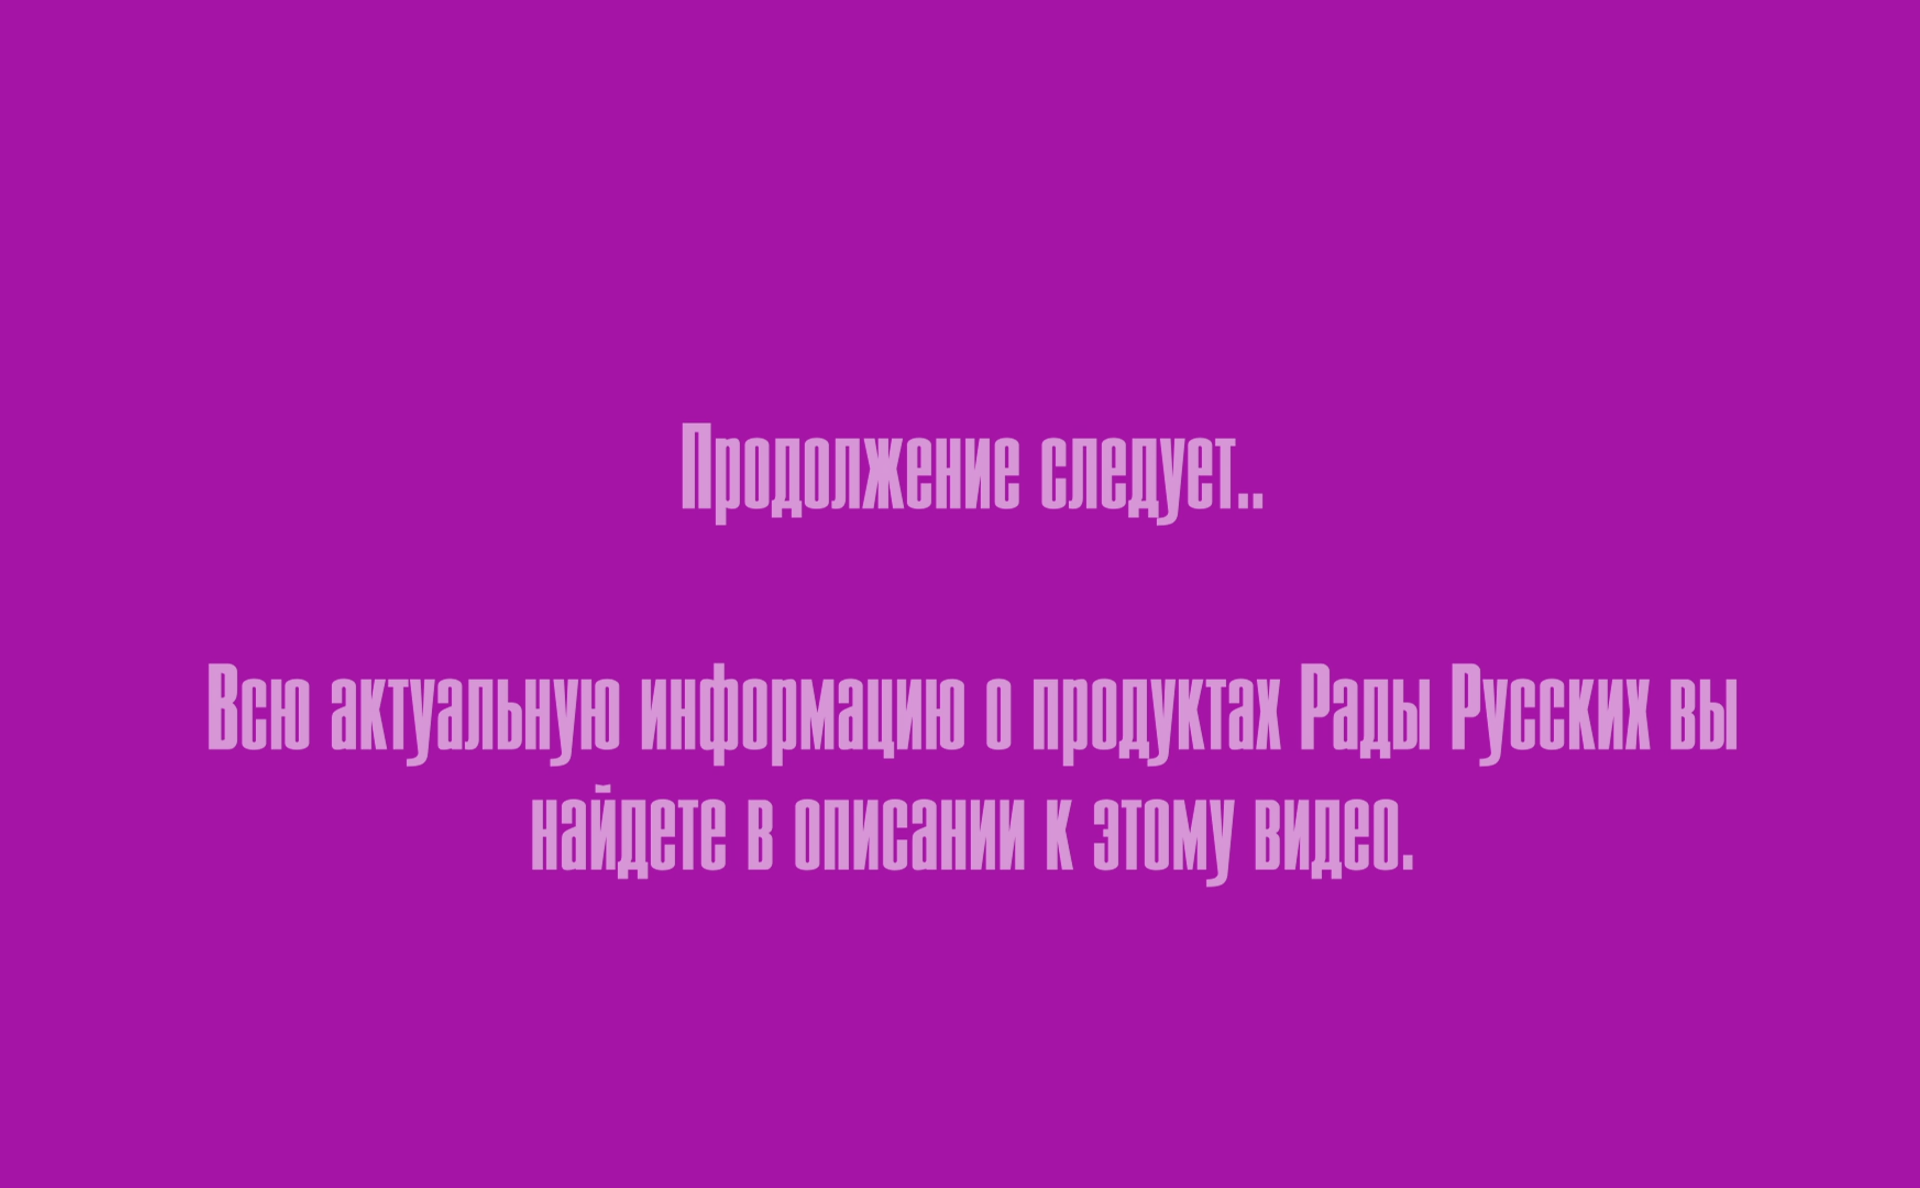 Продолжение следует..
Всю актуальную информацию о продуктах Рады Русских вы
найдете в описании к этому видео.